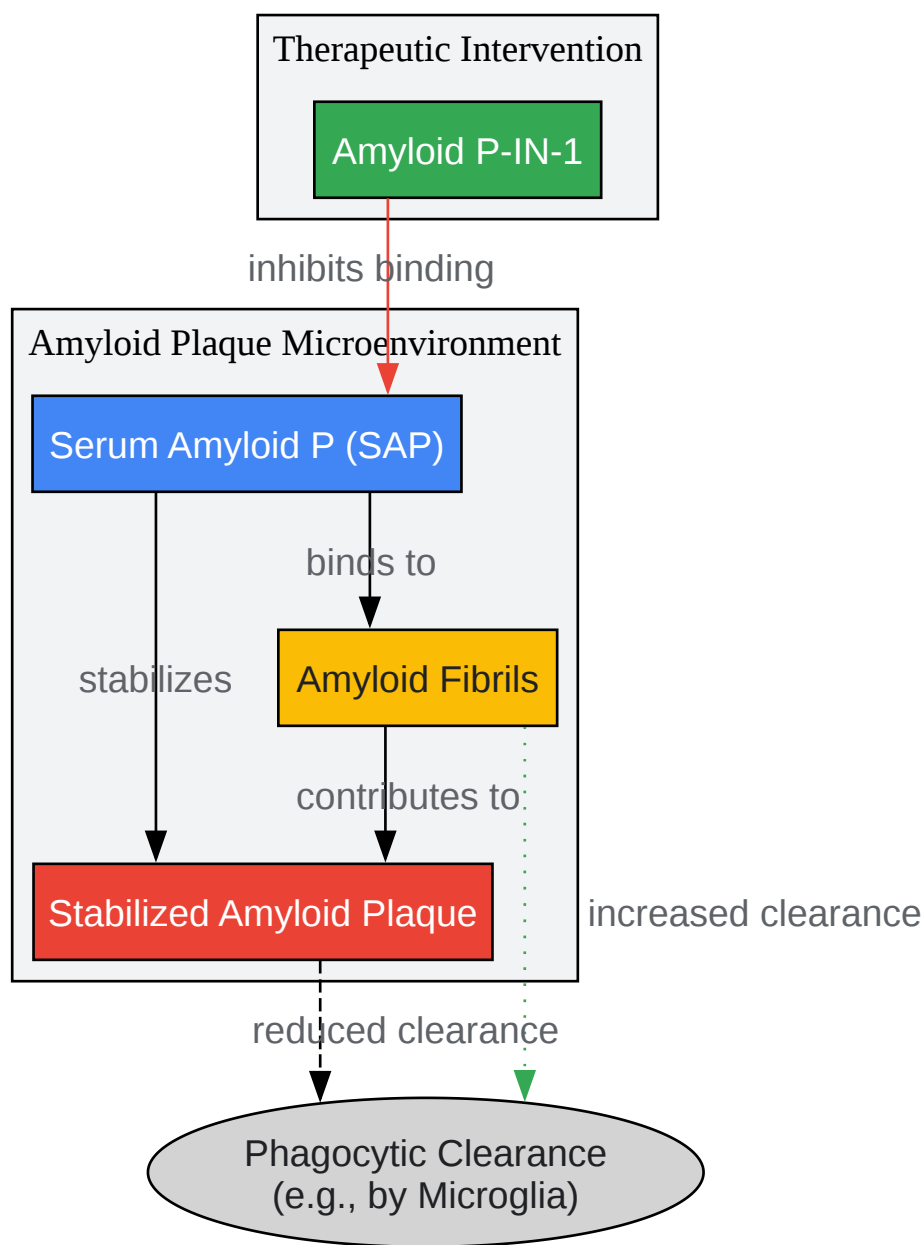 Therapeutic Intervention
Amyloid P-IN-1
inhibits binding
Amyloid Plaque Microenvironment
Serum Amyloid P (SAP)
binds to
stabilizes
Amyloid Fibrils
contributes to
Stabilized Amyloid Plaque
increased clearance
reduced clearance
Phagocytic Clearance
(e.g., by Microglia)